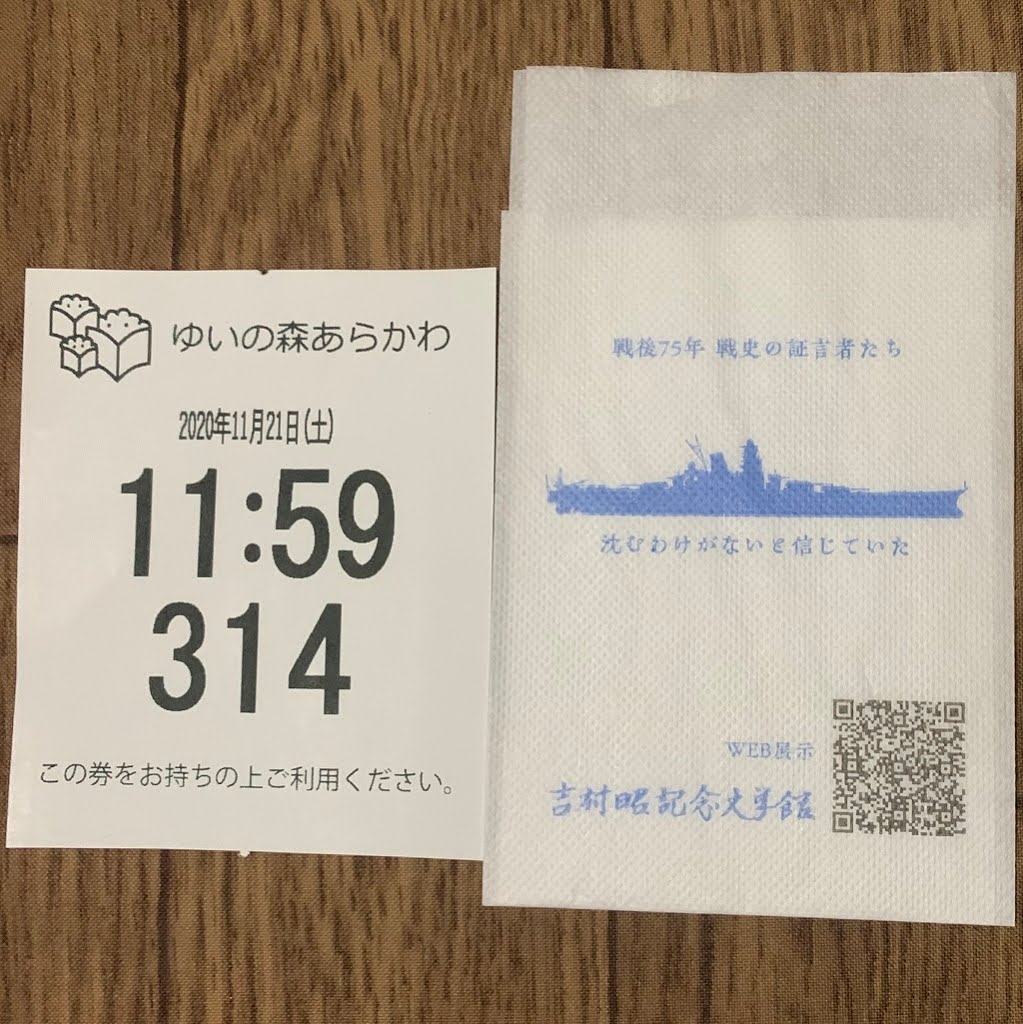 ゆいの森あらかわ
2020年11月21日(土)
11:59
314
この券をお持ちの上ご利用ください。
戦後75年 戦史の証言者たち
沈むわけがないと信じていた
WEB展示
吉村昭記念文学館